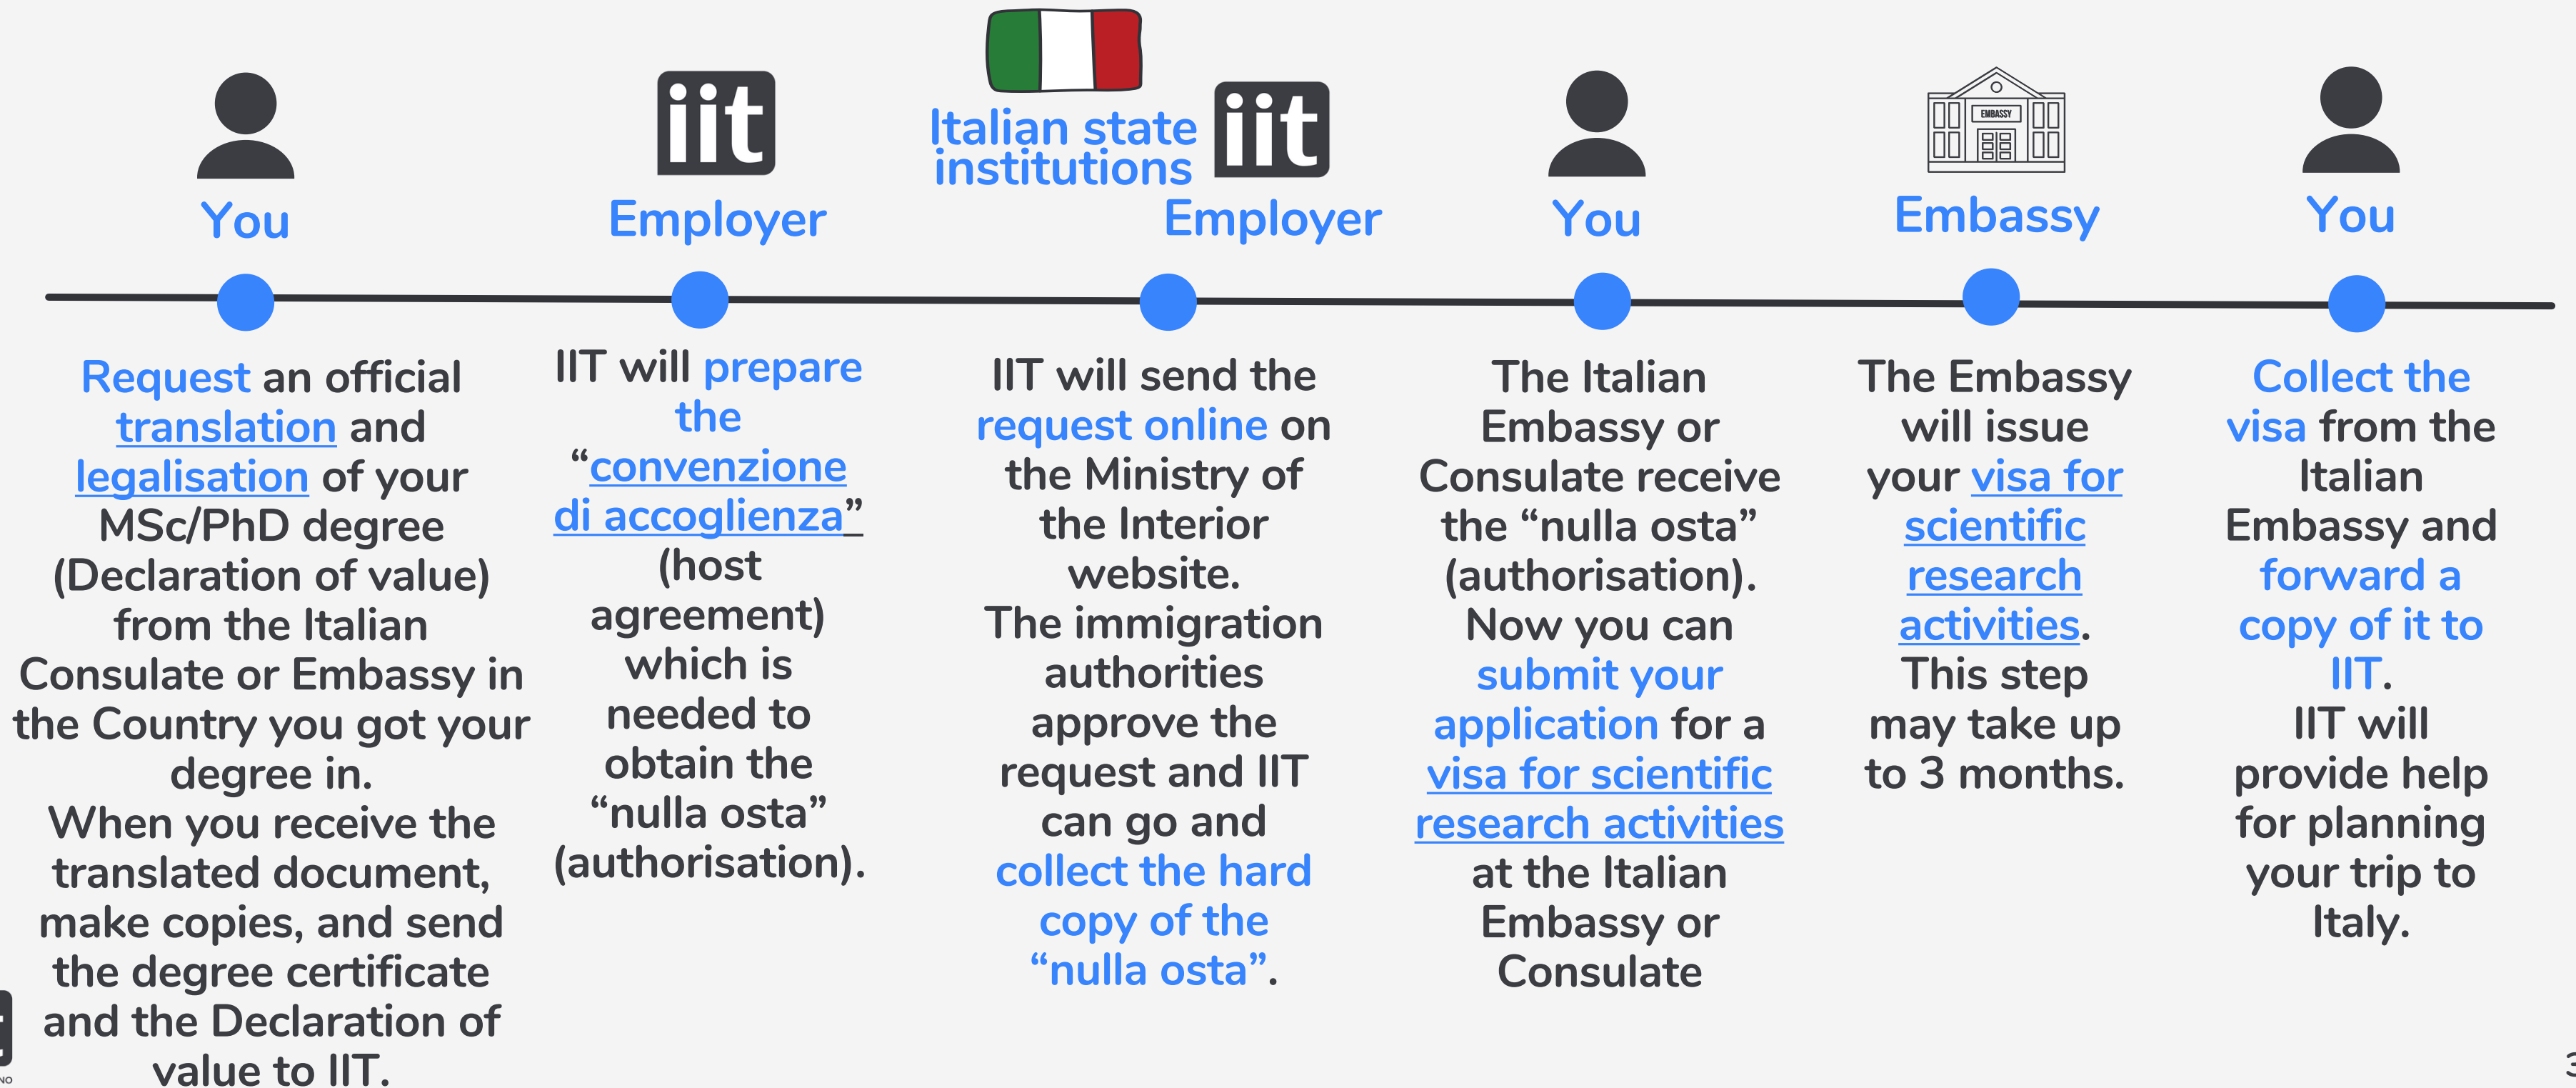 iit
You
iit
Employer
Italian state
institutions
iit
Employer
You
EMBASSY
Embassy
You
Request an official
translation and
legalisation of your
MSc/PhD degree
(Declaration of value)
from the Italian
Consulate or Embassy in
the Country you got your
degree in.
When you receive the
translated document,
make copies, and send
the degree certificate
and the Declaration of
value to IIT.
IIT will prepare
the
“convenzione
di accoglienza”
(host
agreement)
which is
needed to
obtain the
“nulla osta”
(authorisation).
IIT will send the
request online on
the Ministry of
the Interior
website.
The immigration
authorities
approve the
request and IIT
can go and
collect the hard
copy of the
“nulla osta”.
The Italian
Embassy or
Consulate receive
the “nulla osta”
(authorisation).
Now you can
submit your
application for a
visa for scientific
research activities
at the Italian
Embassy or
Consulate
The Embassy
will issue
your visa for
scientific
research
activities.
This step
may take up
to 3 months.
Collect the
visa from the
Italian
Embassy and
forward a
copy of it to
IIT.
IIT will
provide help
for planning
your trip to
Italy.